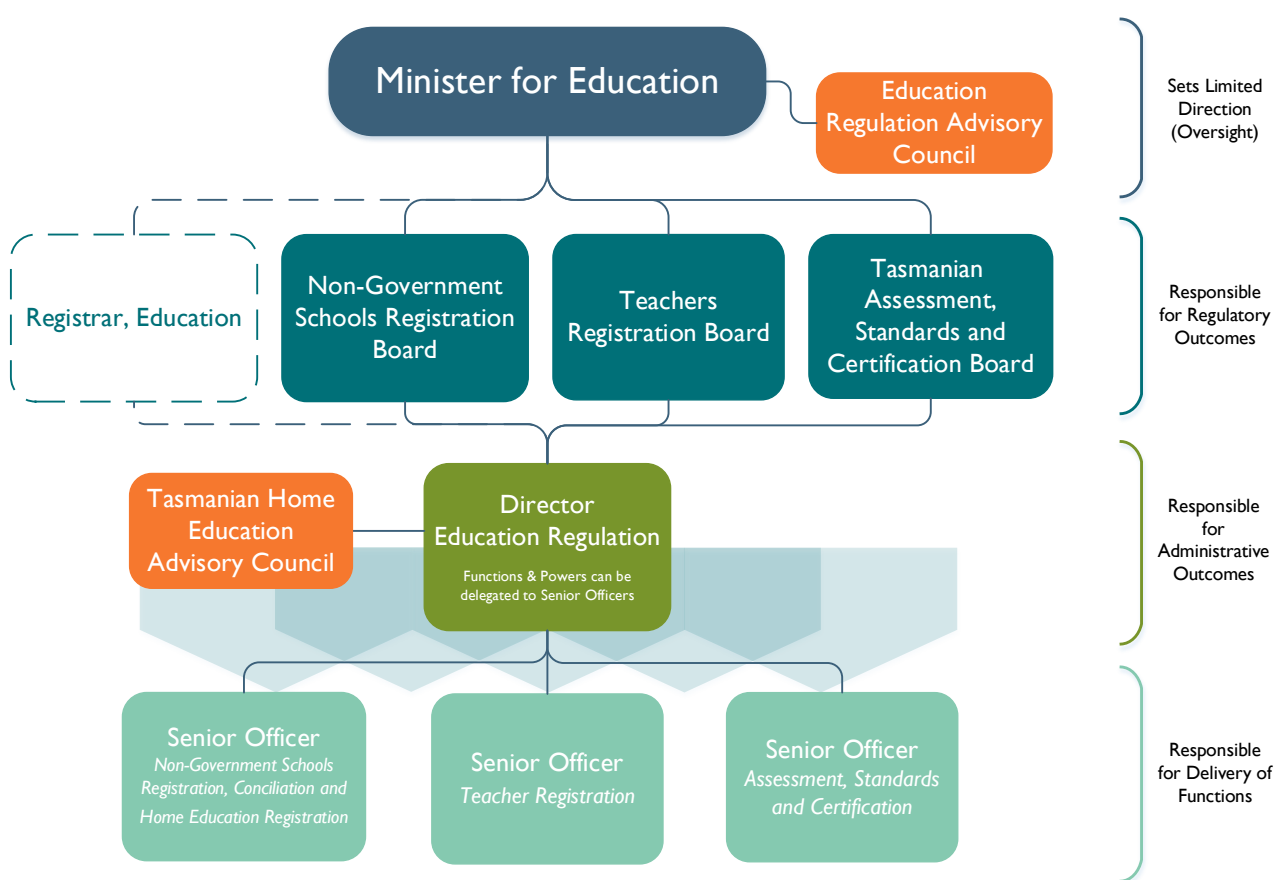 Minister for Education
Education
Regulation Advisory
Council
Sets Limited
Direction
(Oversight)
Registrar, Education
Non-Government
Schools Registration
Board
Teachers
Registration Board
Tasmanian
Assessment,
Standards and
Certification Board
Responsible
for Regulatory
Outcomes
Tasmanian Home
Education
Advisory Council
Director
Education Regulation
Functions & Powers can be
delegated to Senior Officers
Responsible
for
Administrative
Outcomes
Senior Officer
Non-Government Schools
Registration, Conciliation and
Home Education Registration
Senior Officer
Teacher Registration
Senior Officer
Assessment, Standards
and Certification
Responsible
for Delivery of
Functions